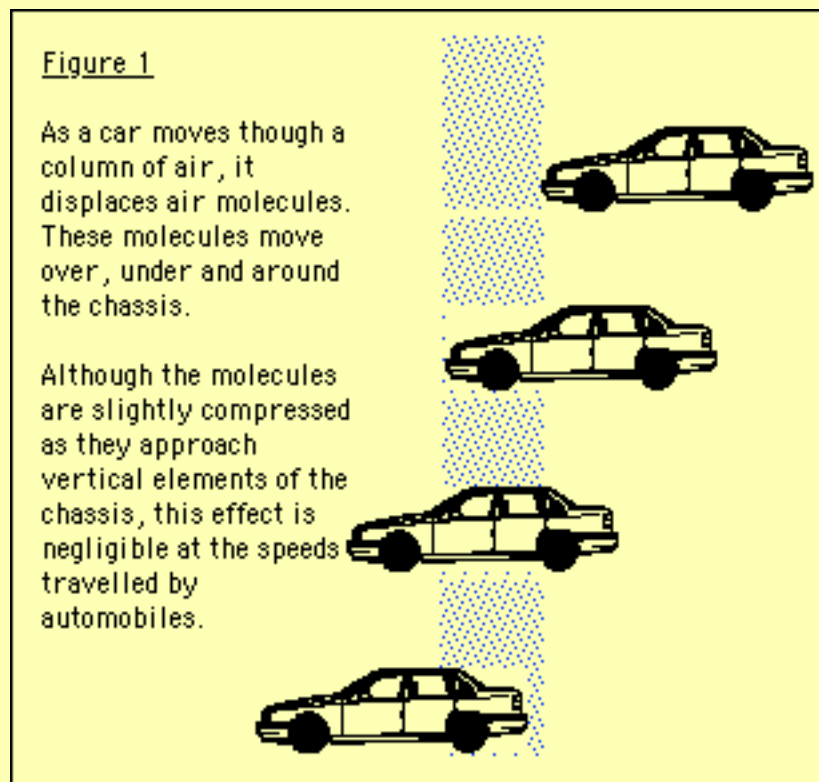 Figure 1
As a car moves though a
column of air, it
displaces air molecules.
These molecules move
over, under and around
the chassis.
Although the molecules
are slightly compressed
as they approach
vertical elements of the
chassis, this effect is
negligible at the speeds
travelled by
automobiles.